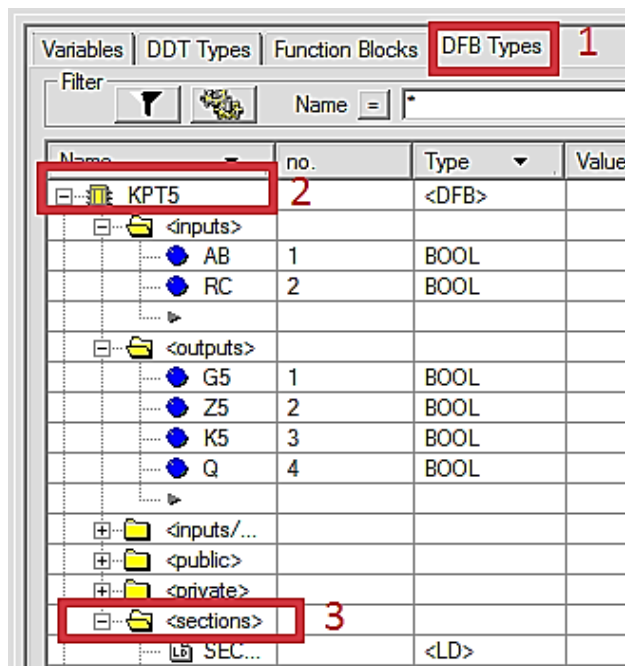 Variables DDT Types Function Blocks DFB Types 1
Filter
Name = *
Name no. Type Value
KPT5 2 <DFB>
<inputs>
AB 1 BOOL
RC 2 BOOL
<outputs>
G5 1 BOOL
Z5 2 BOOL
K5 3 BOOL
Q 4 BOOL
<inputs/...
<public>
<private>
<sections> 3
LD SEC... <LD>